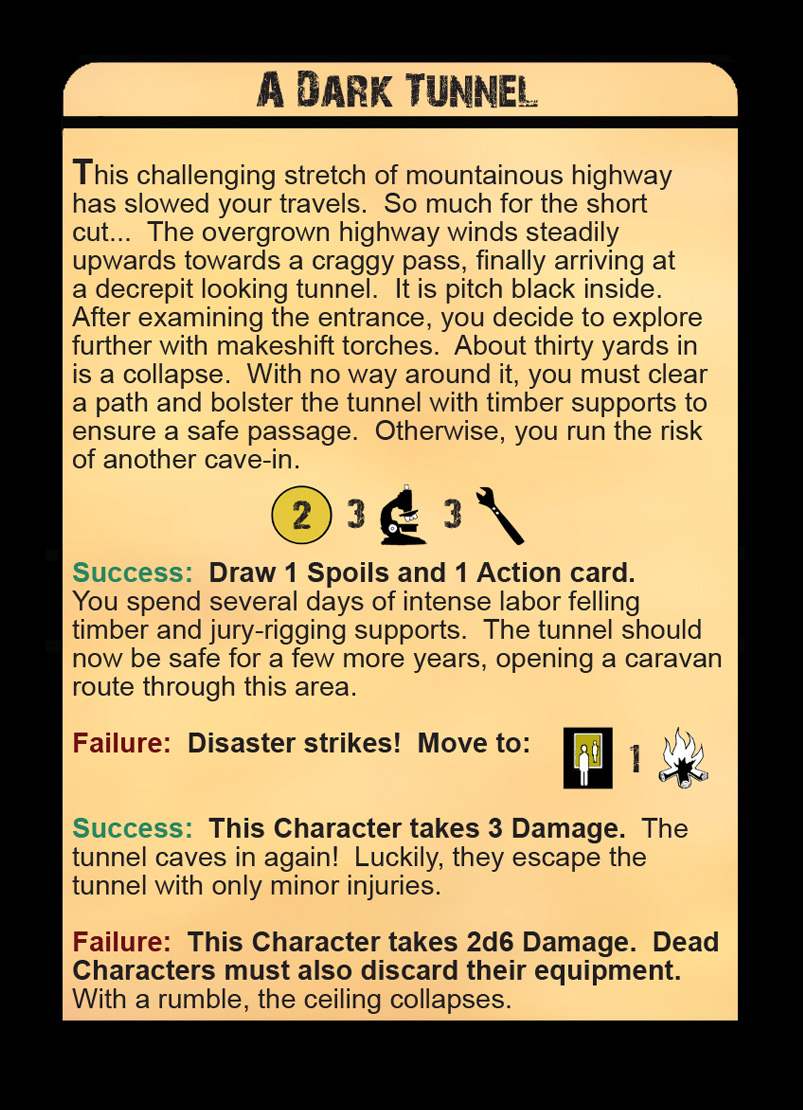 A Dark Tunnel
This challenging stretch of mountainous highway
has slowed your travels.  So much for the short
cut...  The overgrown highway winds steadily
upwards towards a craggy pass, finally arriving at
a decrepit looking tunnel.  It is pitch black inside.
After examining the entrance, you decide to explore
further with makeshift torches.  About thirty yards in
is a collapse.  With no way around it, you must clear
a path and bolster the tunnel with timber supports to
ensure a safe passage.  Otherwise, you run the risk
of another cave-in.
2 3 3
Success:  Draw 1 Spoils and 1 Action card.
You spend several days of intense labor felling
timber and jury-rigging supports.  The tunnel should
now be safe for a few more years, opening a caravan
route through this area.
Failure:  Disaster strikes!  Move to: 1
Success:  This Character takes 3 Damage.  The
tunnel caves in again!  Luckily, they escape the
tunnel with only minor injuries.
Failure:  This Character takes 2d6 Damage.  Dead
Characters must also discard their equipment.
With a rumble, the ceiling collapses.